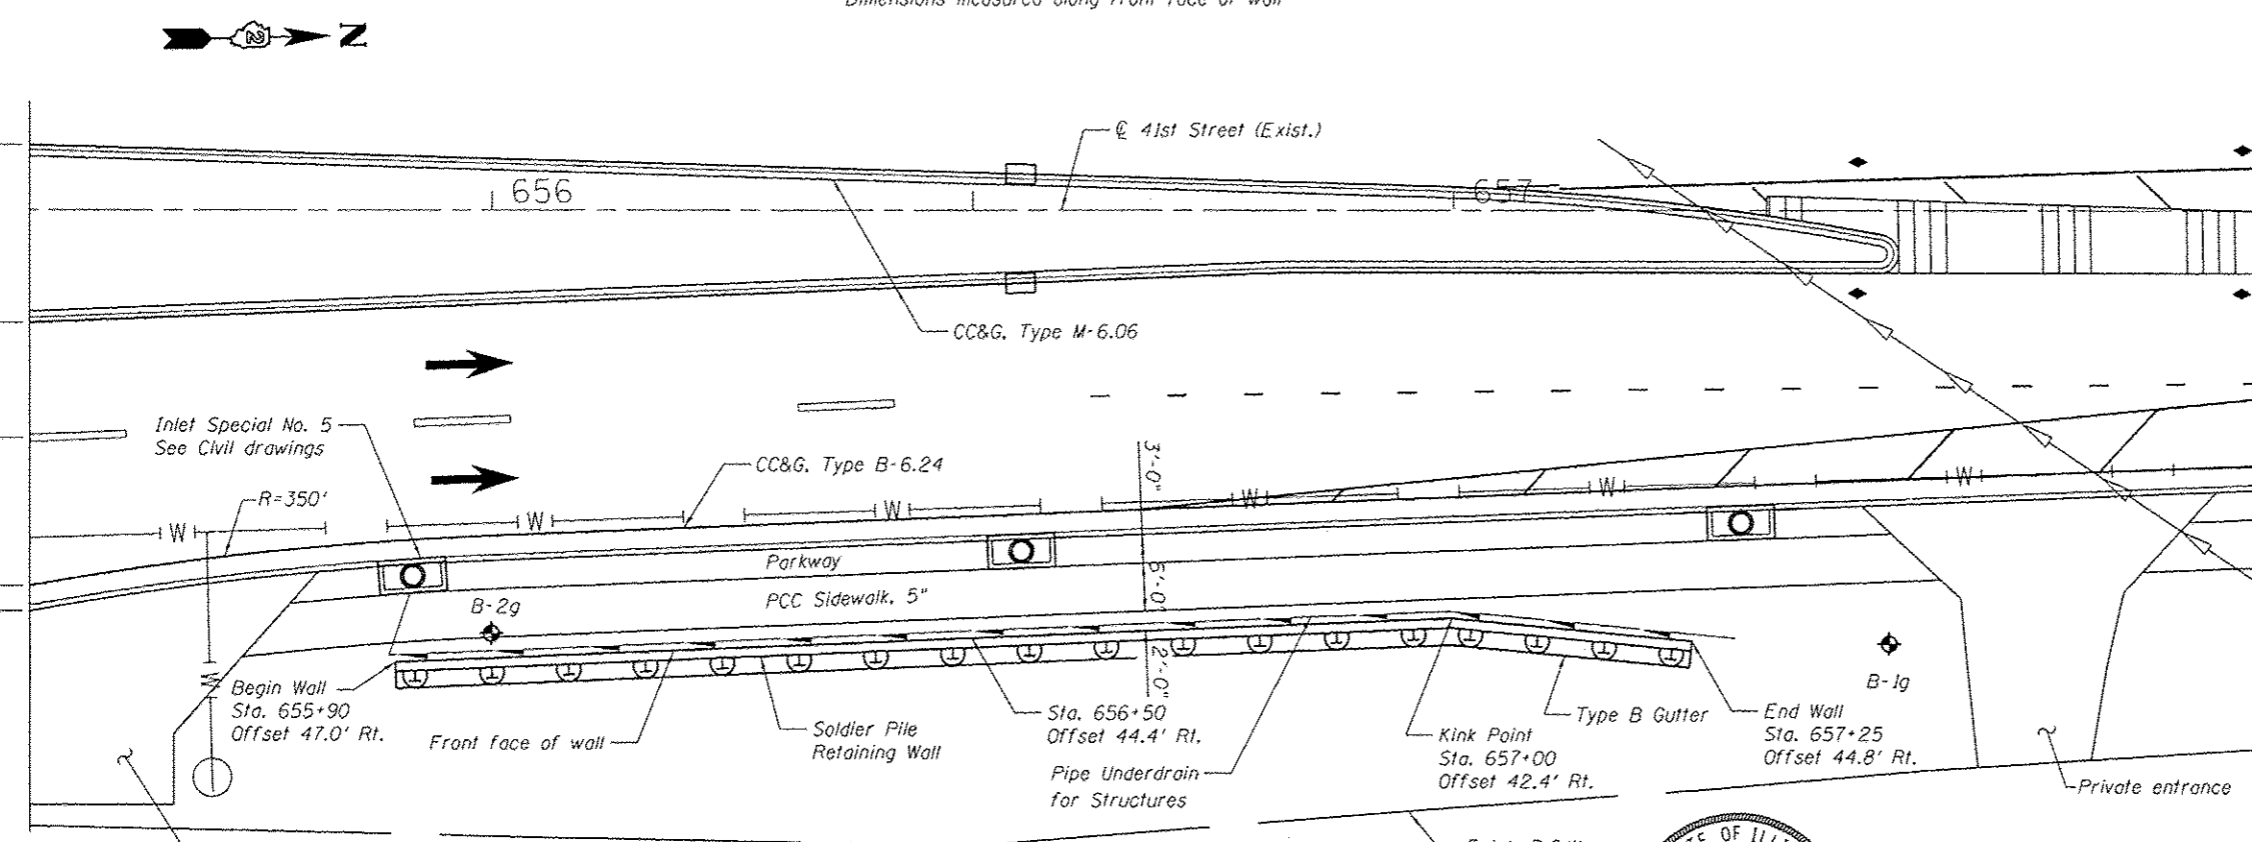 Dimensions measured along front face of wall
N
℄ 41st Street (Exist.)
656
657
CC&G, Type M-6.06
Inlet Special No. 5
See Civil drawings
CC&G, Type B-6.24
R=350'
3'-0"
W
W
W
W
W
W
Parkway
5'-0"
PCC Sidewalk, 5"
B-2g
W
2'-0"
B-1g
Begin Wall
Sta. 655+90
Offset 47.0' Rt.
Front face of wall
Soldier Pile
Retaining Wall
Sta. 656+50
Offset 44.4' Rt.
Pipe Underdrain
for Structures
Kink Point
Sta. 657+00
Offset 42.4' Rt.
Type B Gutter
End Wall
Sta. 657+25
Offset 44.8' Rt.
Private entrance
OF ILL